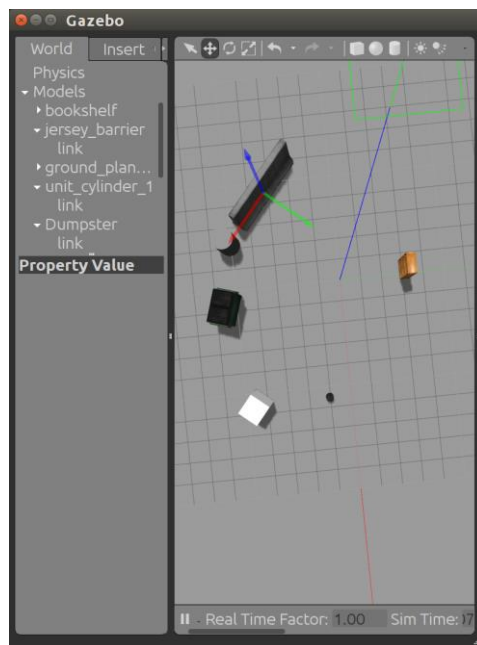 Gazebo
World Insert
Physics
Models
bookshelf
jersey_barrier
link
ground_plan...
unit_cylinder_1
link
Dumpster
link
Property Value
Real Time Factor: 1.00 Sim Time: 07